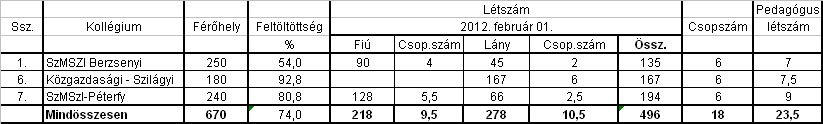 Létszám Pedagógus
Ssz. Kollégium Férőhely Feltöltöttség 2012. február 01. Csopszám létszám
% Fiú Csop.szám Lány Csop.szám Össz.
1. SzMSZI Berzsenyi 250 54,0 90 4 45 2 135 6 7
6. Közgazdasági - Szilágyi 180 92,8 167 6 167 6 7,5
7. SzMSzI-Péterfy 240 80,8 128 5,5 66 2,5 194 6 9
Mindösszesen 670 74,0 218 9,5 278 10,5 496 18 23,5